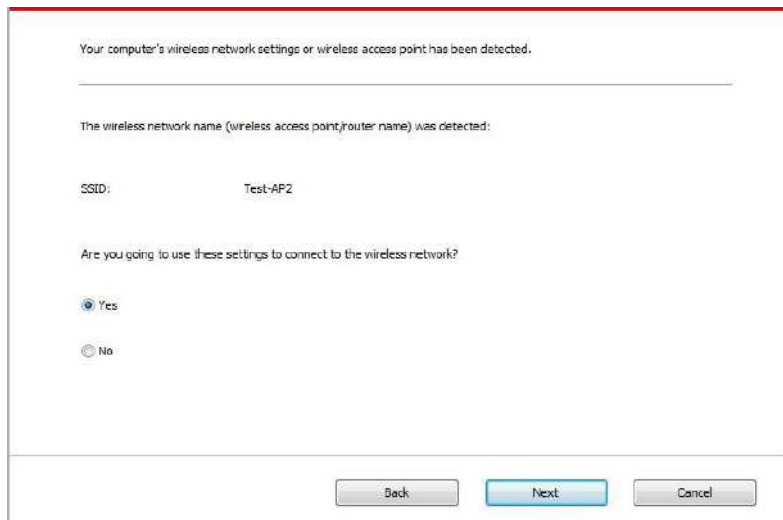 Your computer's wireless network settings or wireless access point has been detected.
The wireless network name (wireless access point/router name) was detected:
SSID: Test-AP2
Are you going to use these settings to connect to the wireless network?
Yes
No
Back Next Cancel